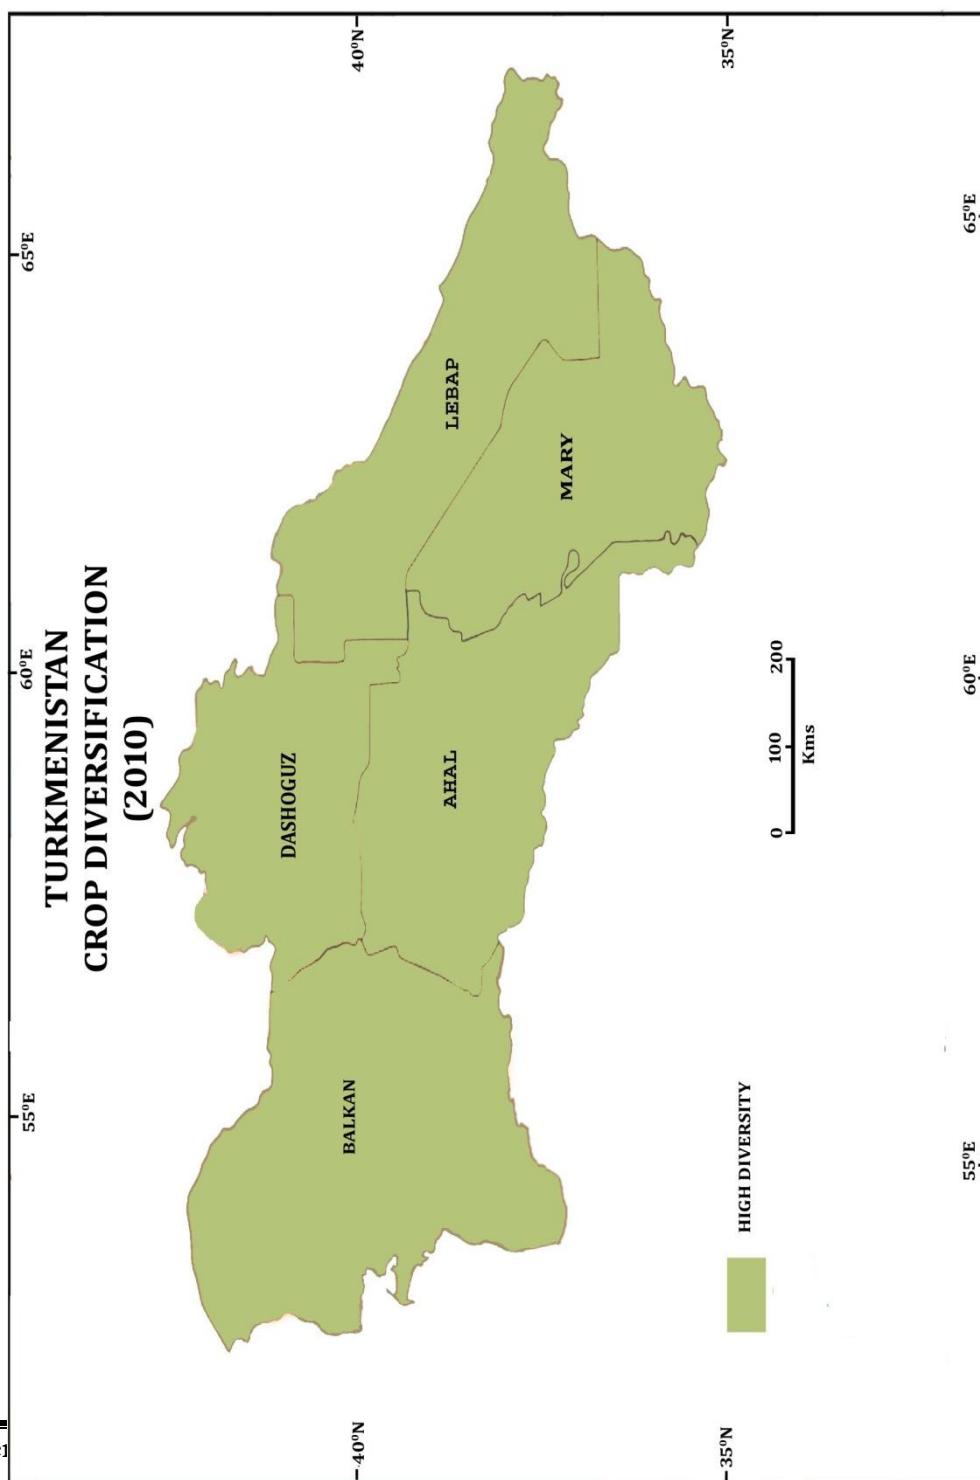 TURKMENISTAN
CROP DIVERSIFICATION
(2010)
55⁰E
60⁰E
65⁰E
40⁰N
40⁰N
DASHOGUZ
BALKAN
AHAL
LEBAP
MARY
35⁰N
35⁰N
HIGH DIVERSITY
0 100 200
Kms
55⁰E
60⁰E
65⁰E